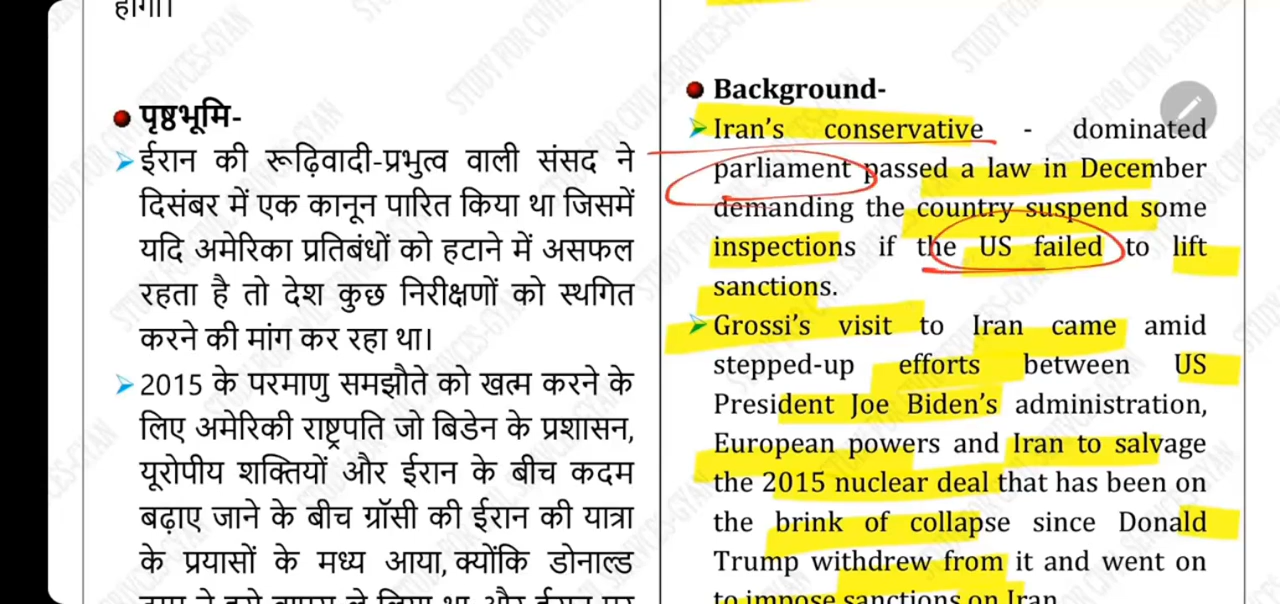 होगा।
पृष्ठभूमि-
ईरान की रूढ़िवादी-प्रभुत्व वाली संसद ने
दिसंबर में एक कानून पारित किया था जिसमें
यदि अमेरिका प्रतिबंधों को हटाने में असफल
रहता है तो देश कुछ निरीक्षणों को स्थगित
करने की मांग कर रहा था।
2015 के परमाणु समझौते को खत्म करने के
लिए अमेरिकी राष्ट्रपति जो बिडेन के प्रशासन,
यूरोपीय शक्तियों और ईरान के बीच कदम
बढ़ाए जाने के बीच ग्रॉसी की ईरान की यात्रा
के प्रयासों के मध्य आया, क्योंकि डोनाल्ड
Background-
Iran's conservative - dominated
parliament passed a law in December
demanding the country suspend some
inspections if the US failed to lift
sanctions.
Grossi's visit to Iran came amid
stepped-up efforts between US
President Joe Biden's administration,
European powers and Iran to salvage
the 2015 nuclear deal that has been on
the brink of collapse since Donald
Trump withdrew from it and went on
to impose sanctions on Iran.